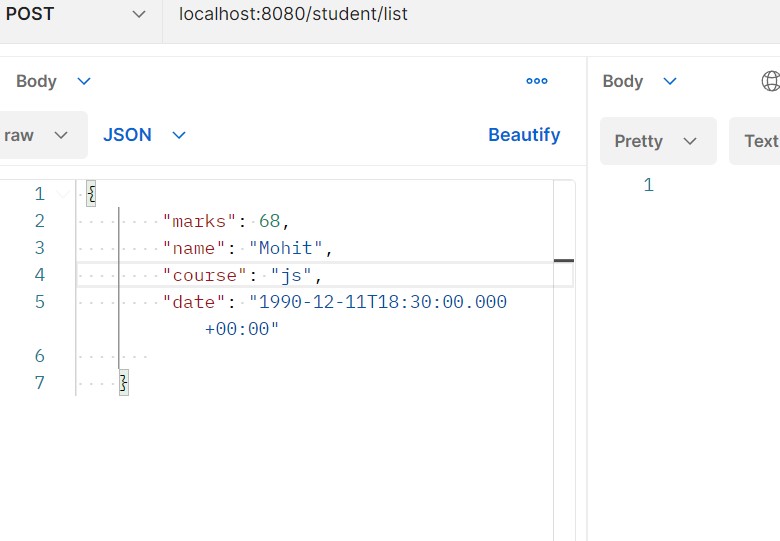 POST localhost:8080/student/list
Body Body
raw JSON Beautify Pretty Text
1 {
1
2 "marks": 68,
3 "name": "Mohit",
4 "course": "js",
5 "date": "1990-12-11T18:30:00.000
+00:00"
6
7 }